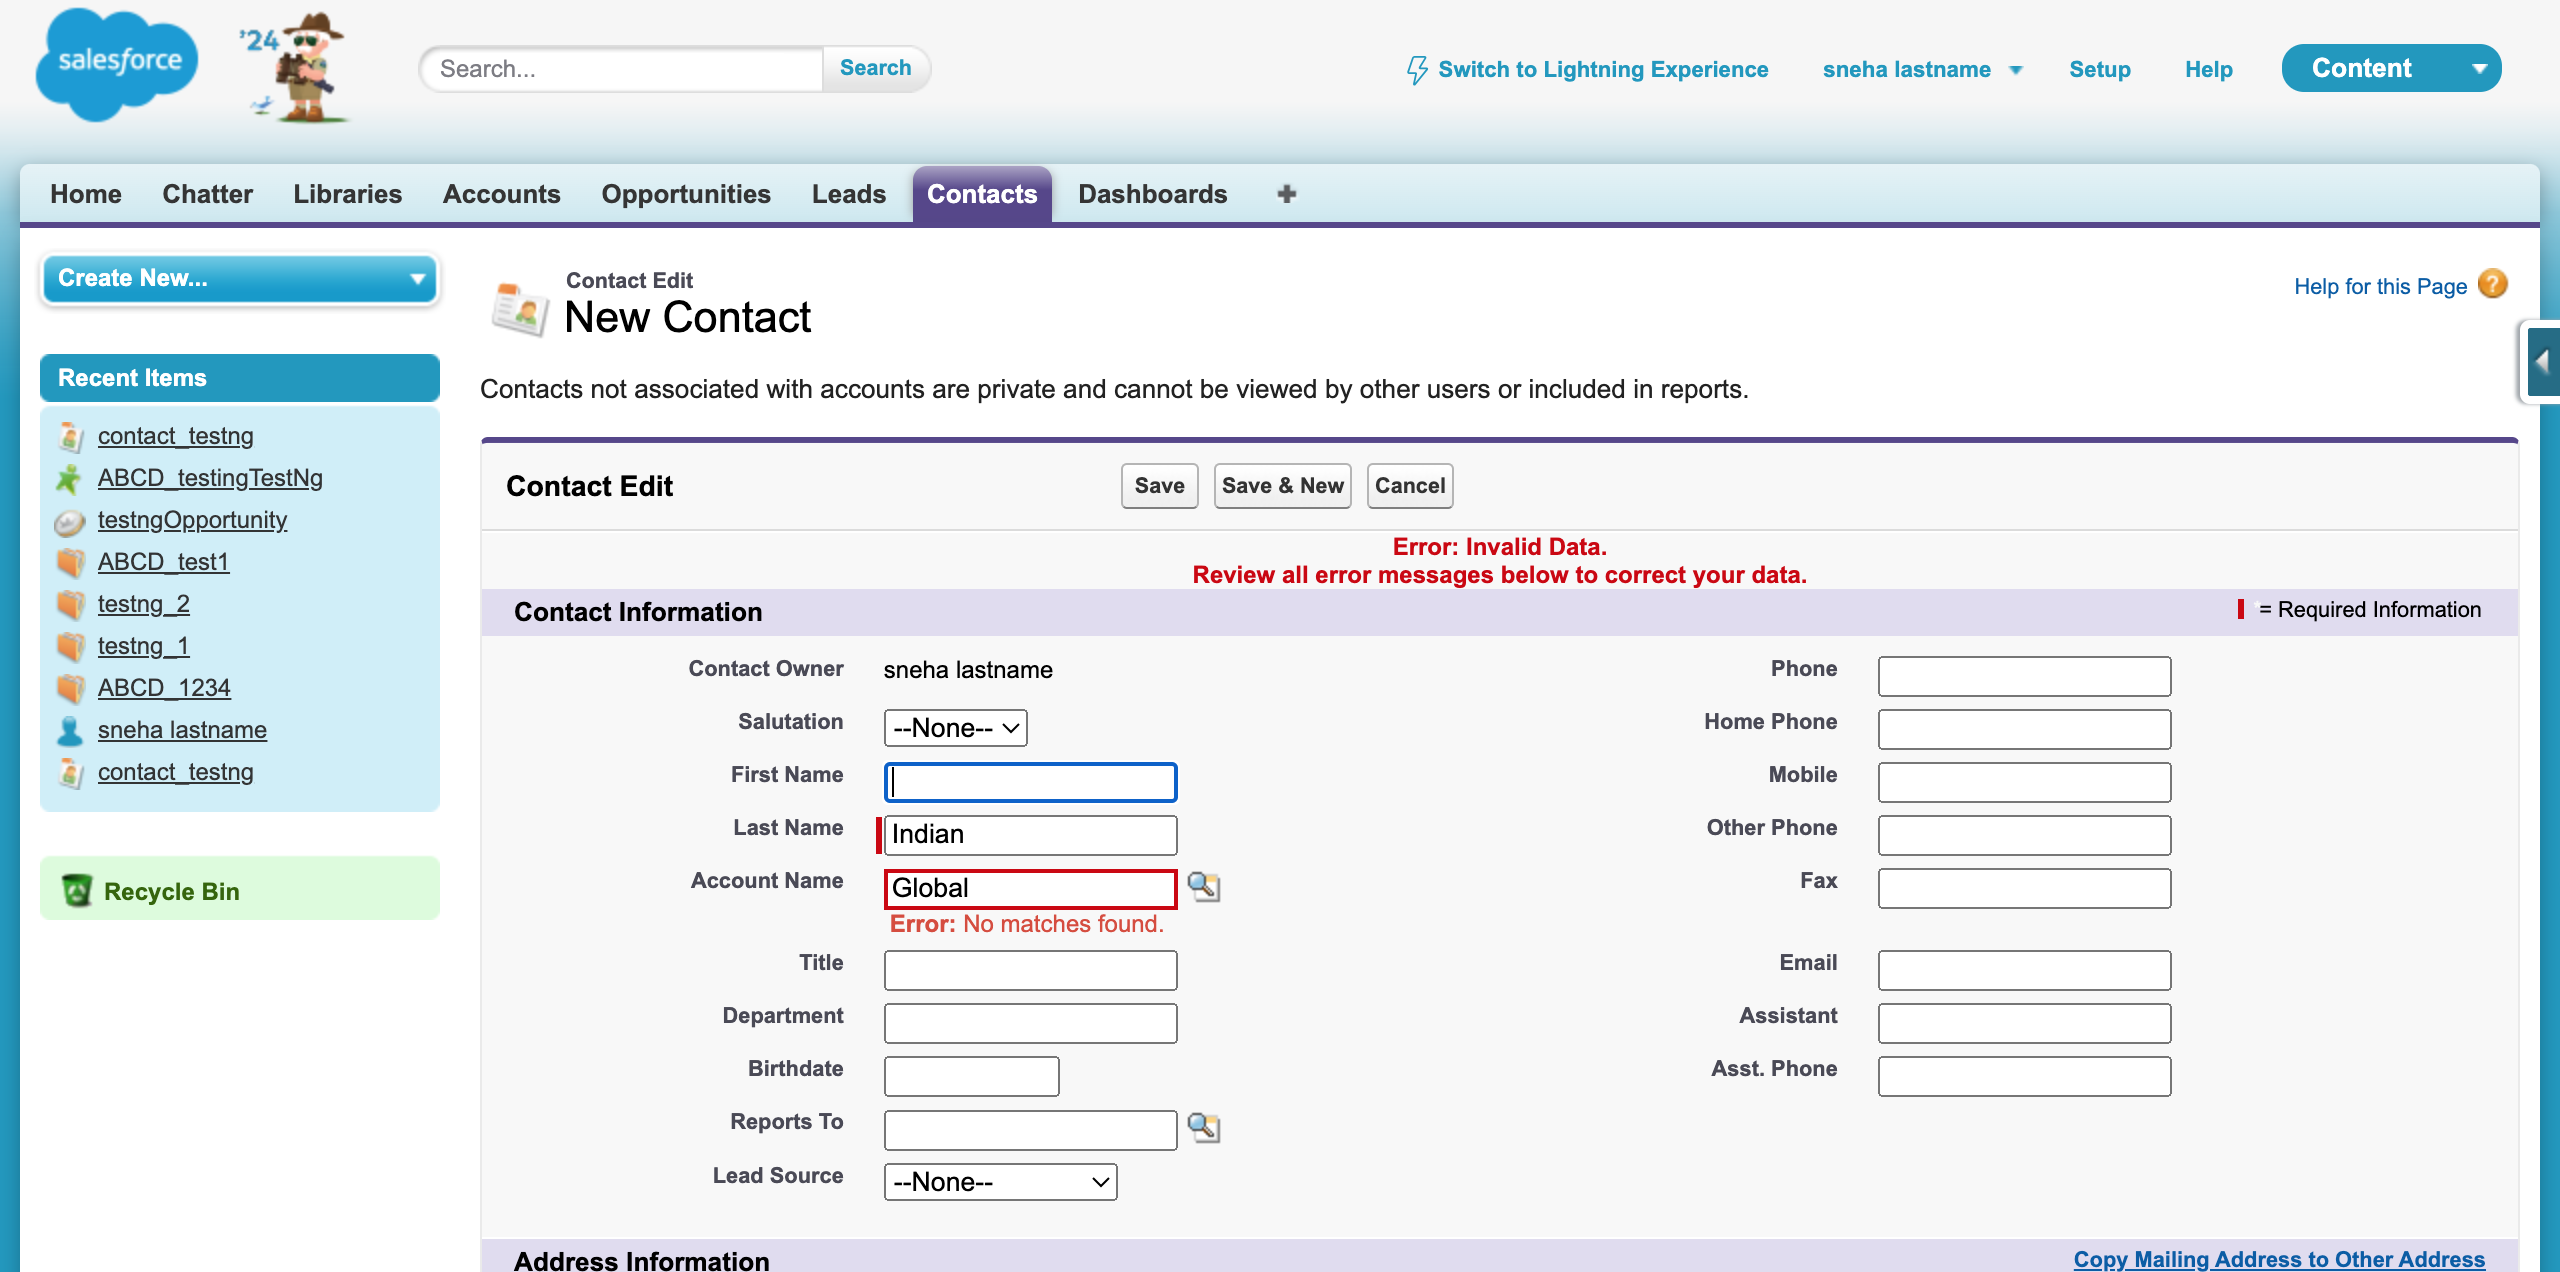 salesforce
'24
Search...
Search
Switch to Lightning Experience
sneha lastname
Setup
Help
Content
Home
Chatter
Libraries
Accounts
Opportunities
Leads
Contacts
Dashboards
+
Create New...
Recent Items
contact_testng
ABCD_testingTestNg
testngOpportunity
ABCD_test1
testng_2
testng_1
ABCD_1234
sneha lastname
contact_testng
Recycle Bin
Contact Edit
New Contact
Help for this Page ?
Contacts not associated with accounts are private and cannot be viewed by other users or included in reports.
Contact Edit
Save
Save & New
Cancel
Error: Invalid Data.
Review all error messages below to correct your data.
Contact Information
= Required Information
Contact Owner sneha lastname
Phone
Salutation --None--
Home Phone
First Name
Mobile
Last Name Indian
Other Phone
Account Name Global
Error: No matches found.
Fax
Title
Email
Department
Assistant
Birthdate
Asst. Phone
Reports To
Lead Source --None--
Address Information
Copy Mailing Address to Other Address